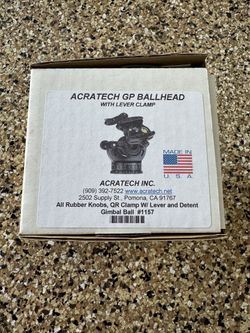 ACRATECH GP BALLHEAD
WITH LEVER CLAMP
MADE IN
U.S.A.
ACRATECH INC.
(909) 392-7522 www.acratech.net
2502 Supply St., Pomona, CA 91767
All Rubber Knobs, QR Clamp W/ Lever and Detent
Gimbal Ball #1157